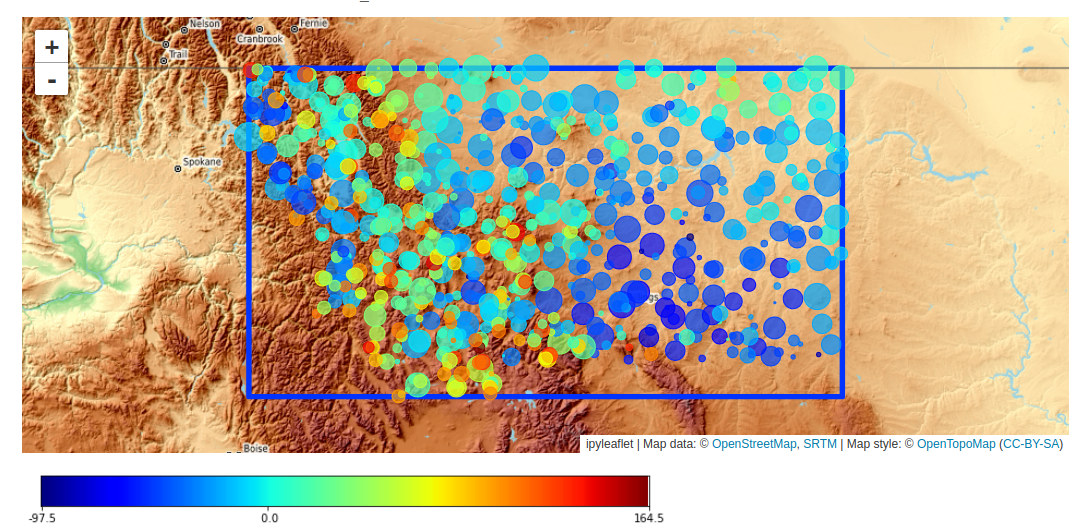 Nelson
Fernie
Cranbrook
Trail
+
-
Spokane
gs
Boise
ipyleaflet | Map data: © OpenStreetMap, SRTM | Map style: © OpenTopoMap (CC-BY-SA)
-97.5 0.0 164.5